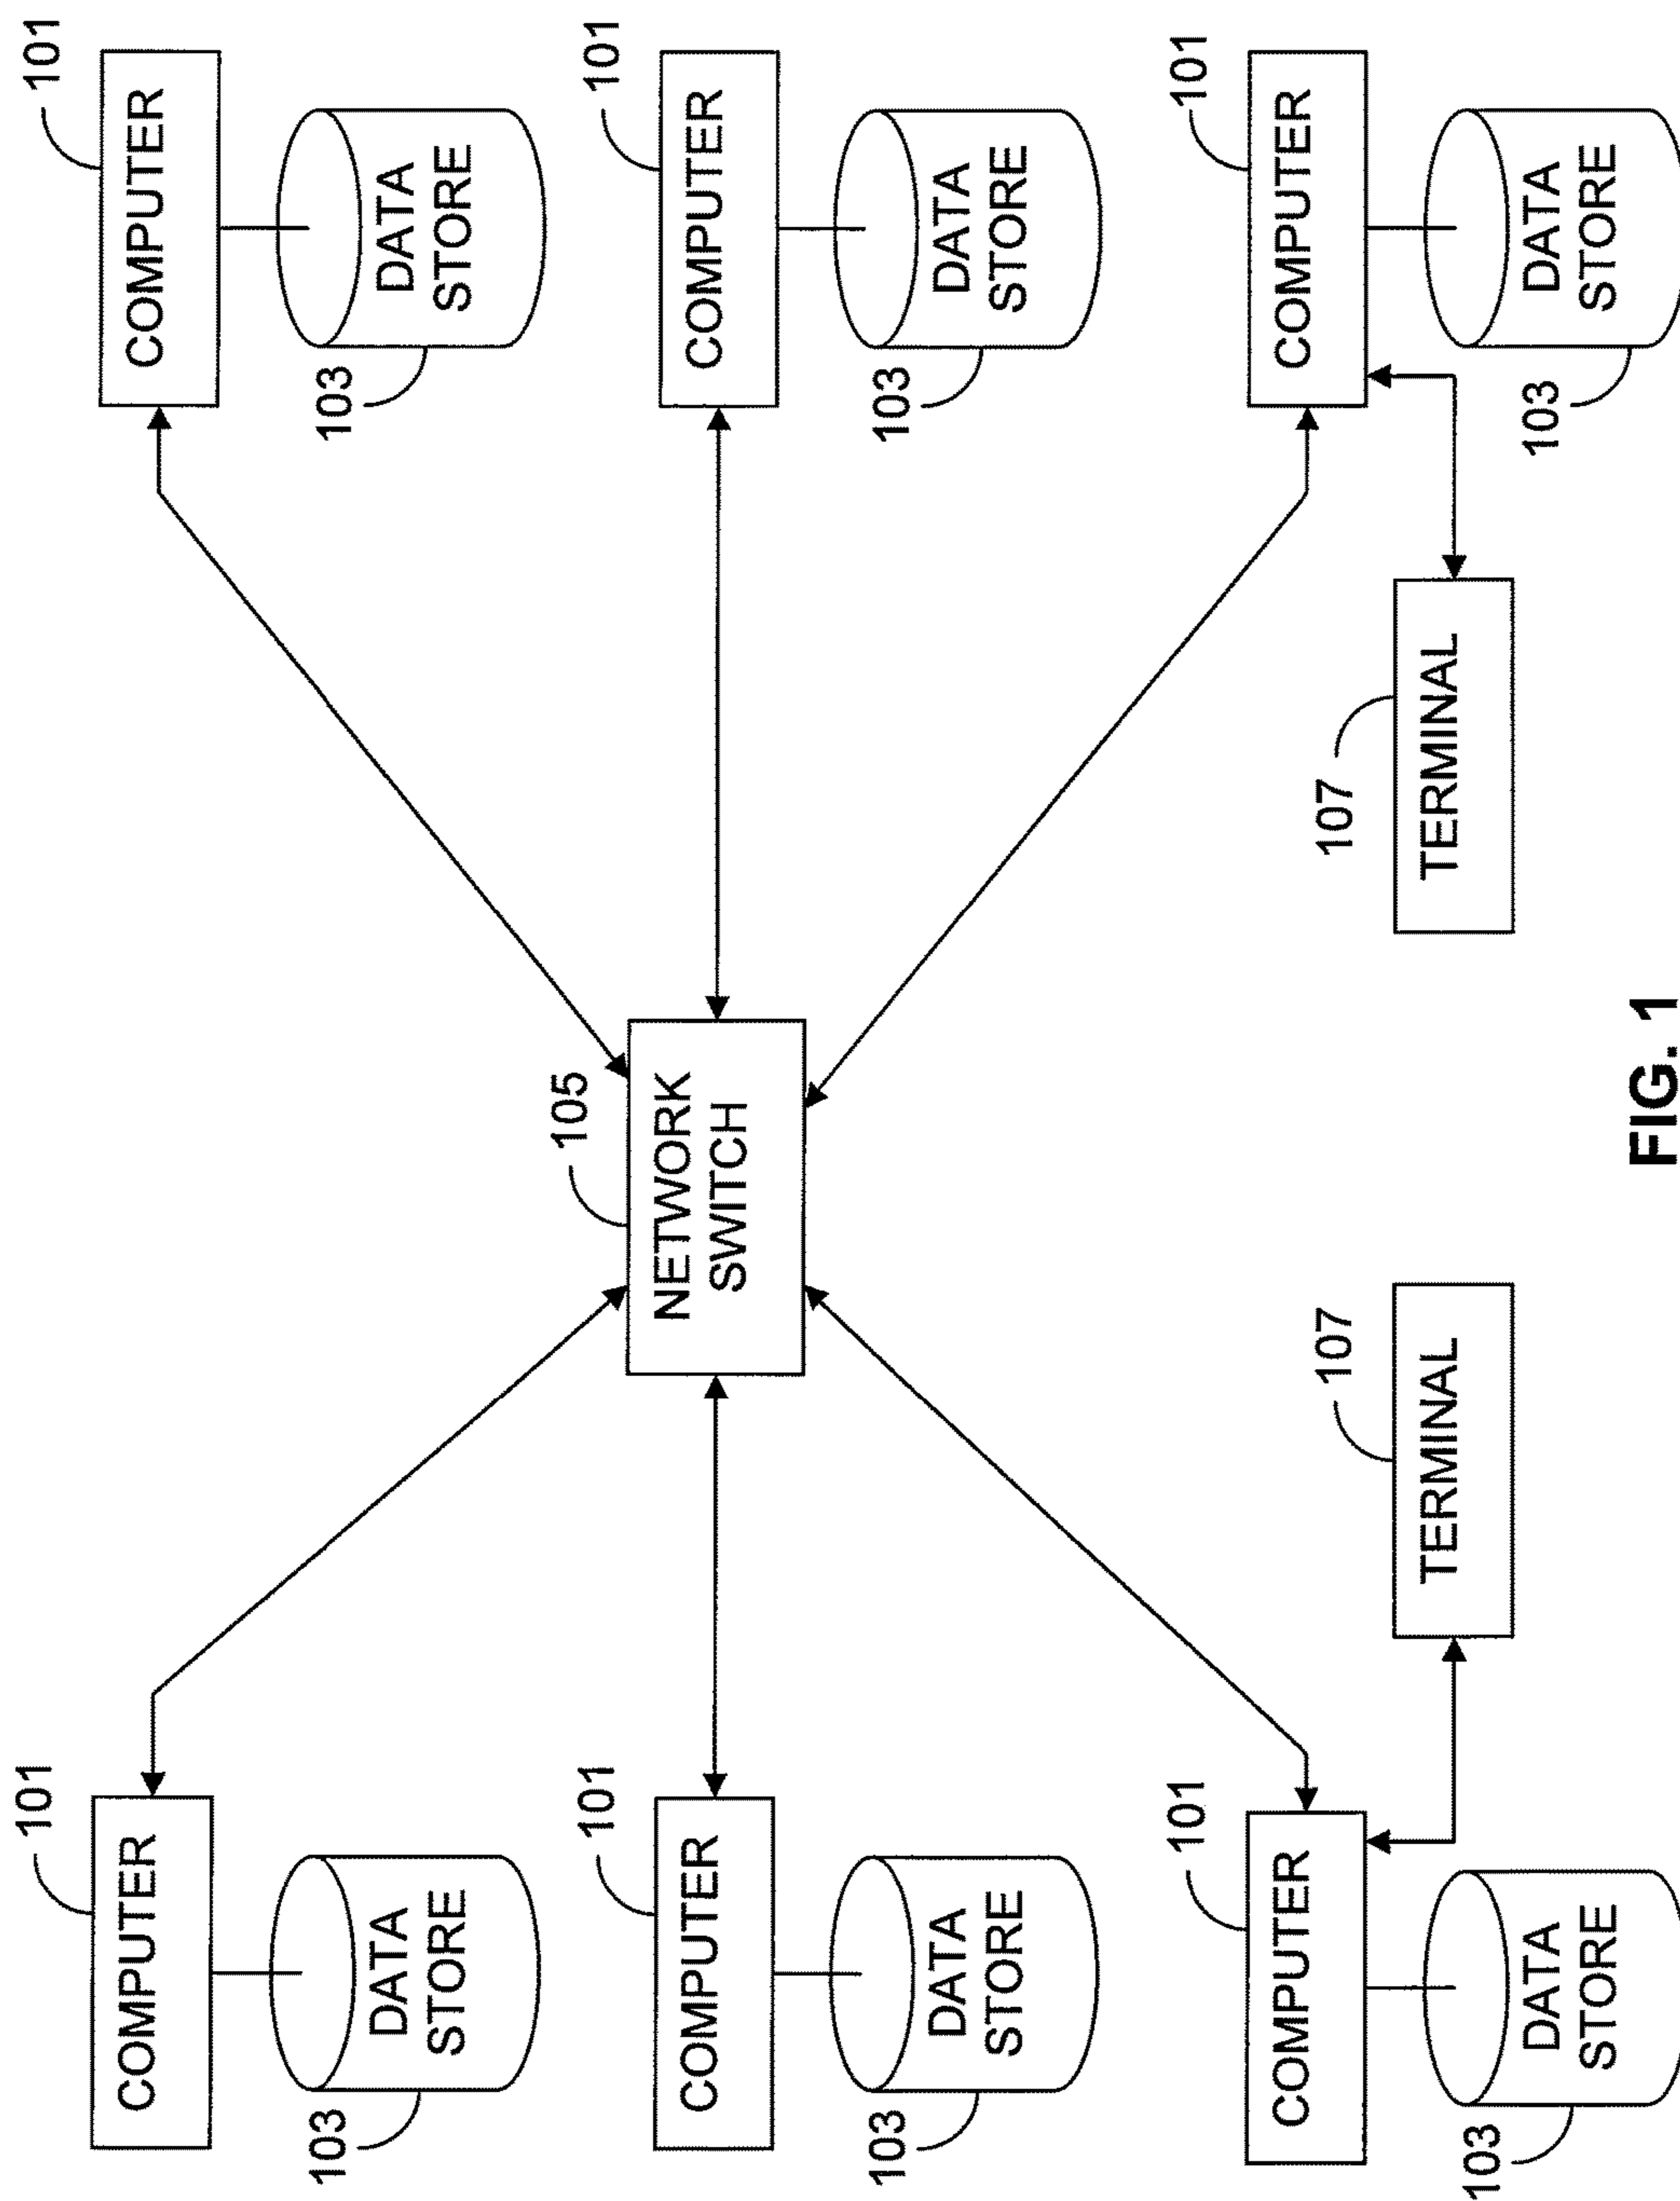 101
COMPUTER
103
DATA
STORE
101
COMPUTER
103
DATA
STORE
101
COMPUTER
103
DATA
STORE
105
NETWORK
SWITCH
101
COMPUTER
103
DATA
STORE
101
COMPUTER
103
DATA
STORE
107
TERMINAL
107
TERMINAL
101
COMPUTER
103
DATA
STORE
FIG. 1